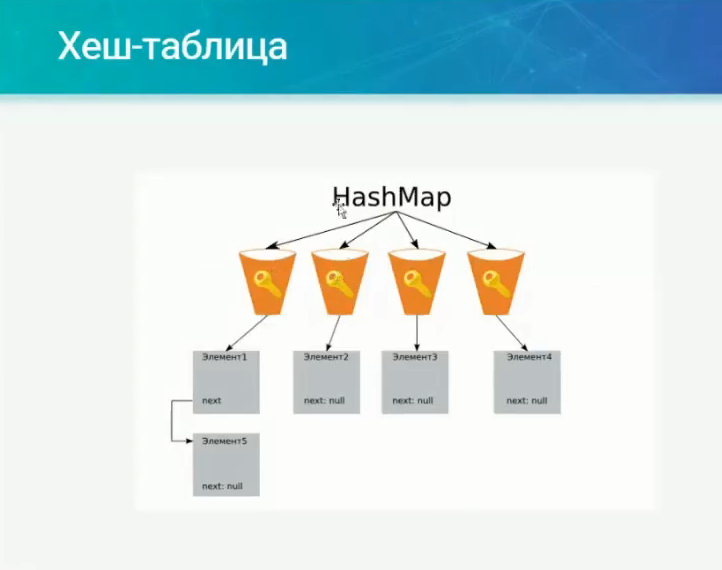 Хеш-таблица
HashMap
Элемент1
next
Элемент2
next: null
Элемент3
next: null
Элемент4
next: null
Элемент5
next: null